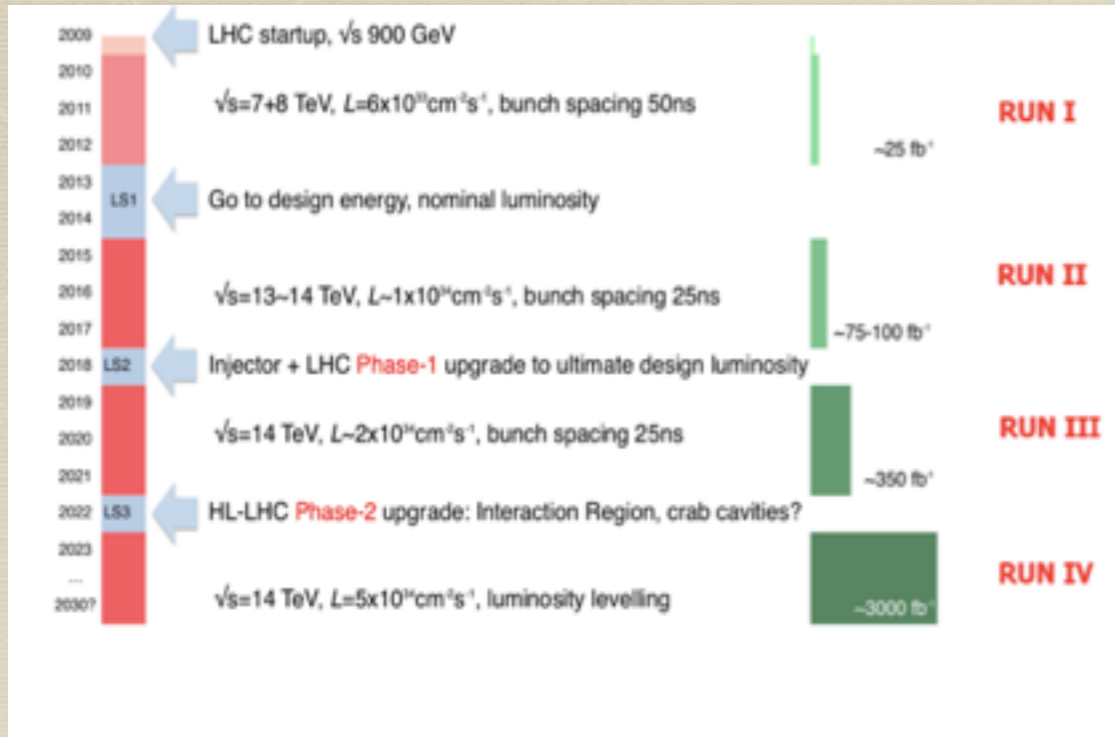 2009
LHC startup, √s 900 GeV
2010
2011
√s=7+8 TeV, L=6x10³³cm⁻²s⁻¹, bunch spacing 50ns
RUN I
2012
~25 fb⁻¹
2013
LS1
Go to design energy, nominal luminosity
2014
2015
RUN II
2016
√s=13~14 TeV, L~1x10³⁴cm⁻²s⁻¹, bunch spacing 25ns
2017
~75-100 fb⁻¹
2018 LS2
Injector + LHC Phase-1 upgrade to ultimate design luminosity
2019
2020
√s=14 TeV, L~2x10³⁴cm⁻²s⁻¹, bunch spacing 25ns
RUN III
2021
~350 fb⁻¹
2022 LS3
HL-LHC Phase-2 upgrade: Interaction Region, crab cavities?
2023
...
RUN IV
2030?
√s=14 TeV, L=5x10³⁴cm⁻²s⁻¹, luminosity levelling
~3000 fb⁻¹